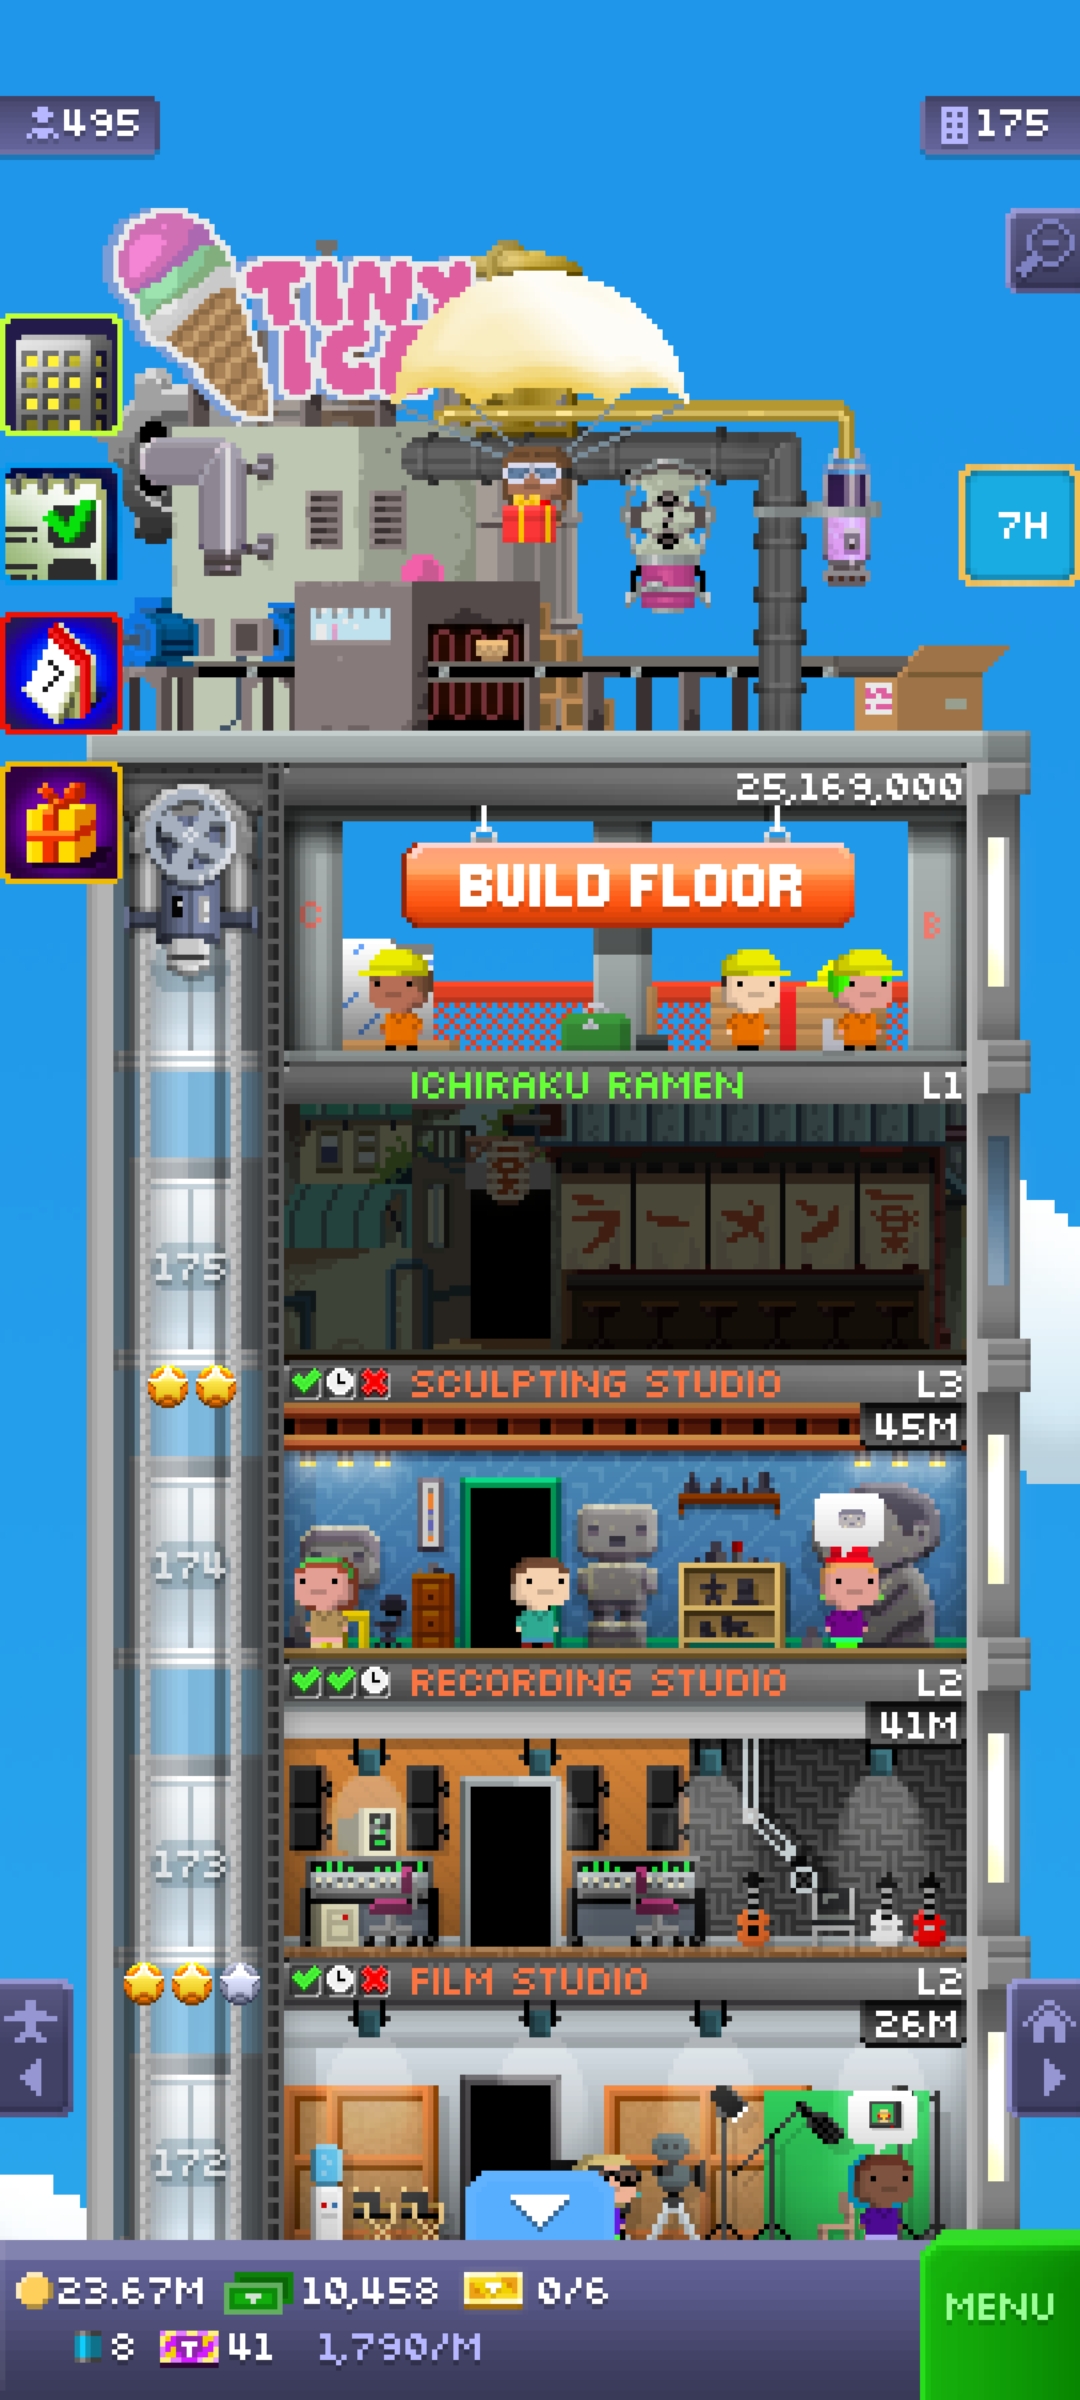 495
175
TINY
ICE
7H
7
25,169,000
BUILD FLOOR
C
B
ICHIRAKU RAMEN L1
ラーメン
175
SCULPTING STUDIO L3
45M
174
RECORDING STUDIO L2
41M
173
FILM STUDIO L2
26M
172
23.67M 10,458 0/6
MENU
8 T 41 1,790/M